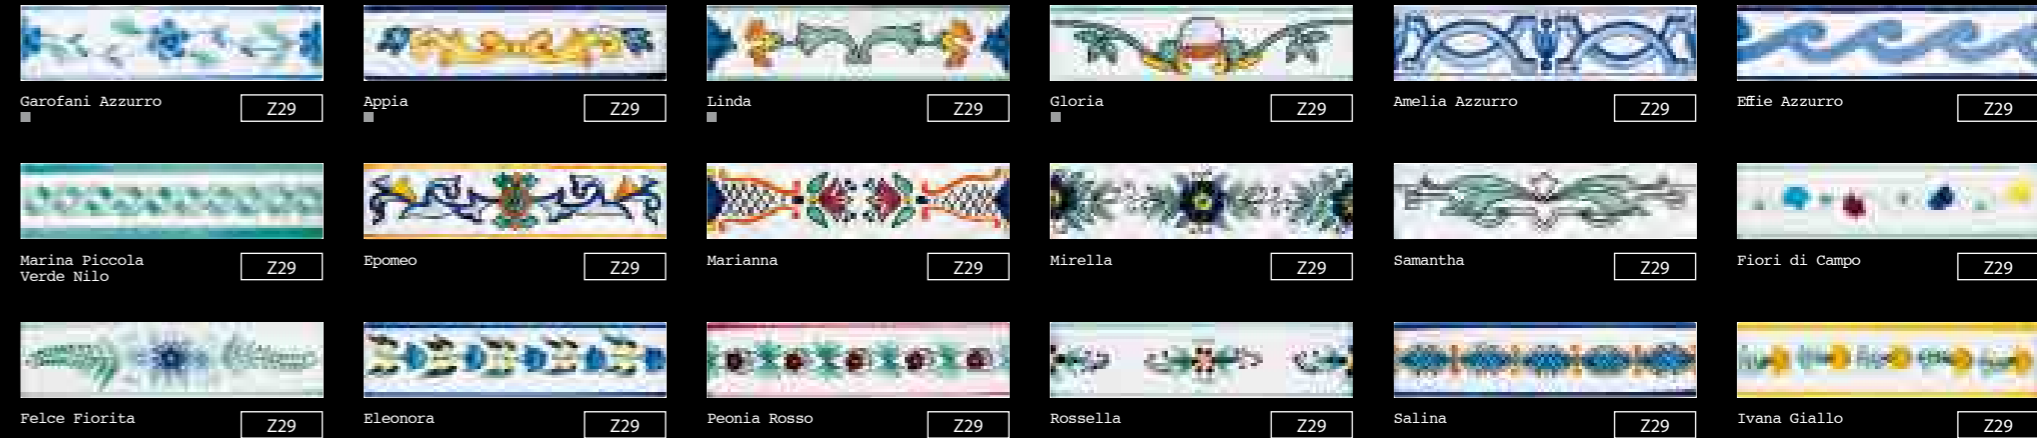 Garofani Azzurro
Z29
Appia
Z29
Linda
Z29
Gloria
Z29
Amelia Azzurro
Z29
Effie Azzurro
Z29
Marina Piccola
Verde Nilo
Z29
Epomeo
Z29
Marianna
Z29
Mirella
Z29
Samantha
Z29
Fiori di Campo
Z29
Felce Fiorita
Z29
Eleonora
Z29
Peonia Rosso
Z29
Rossella
Z29
Salina
Z29
Ivana Giallo
Z29